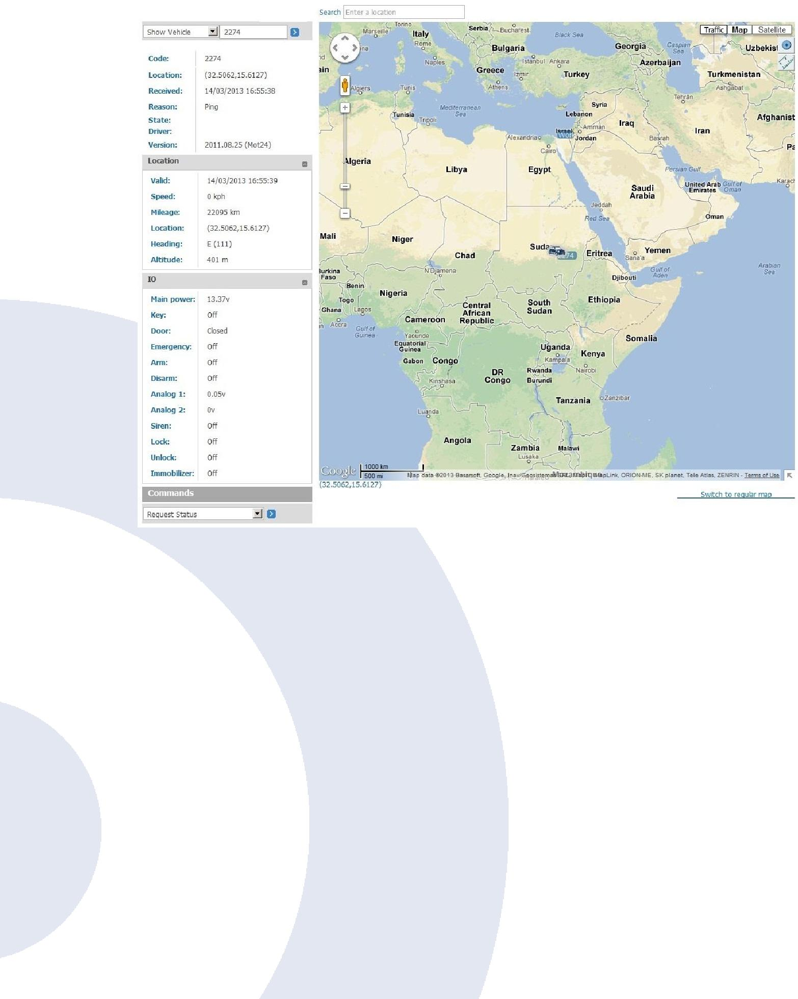 Search Enter a location
Show Vehicle 2274
Code: 2274
Location: (32.5062,15.6127)
Received: 14/03/2013 16:55:38
Reason: Ping
State:
Driver:
Version: 2011.08.25 (Mot24)
Location
Valid: 14/03/2013 16:55:39
Speed: 0 kph
Mileage: 22095 km
Location: (32.5062,15.6127)
Heading: E (111)
Altitude: 401 m
IO
Main power: 13.37v
Key: Off
Door: Closed
Emergency: Off
Arm: Off
Disarm: Off
Analog 1: 0.05v
Analog 2: 0v
Siren: Off
Lock: Off
Unlock: Off
Immobilizer: Off
Commands
Request Status
Traffic Map Satellite
Torino
Marseille
Italy
Serbia
Bucharest
Black Sea
Rome
Bulgaria
Georgia
Caspian
Sea
Naples
Istanbul
Ankara
Azerbaijan
Greece
Izmir
Turkey
Turkmenistan
Ashgabat
Algiers
Tunis
Athens
Tehrān
Mediterranean
Sea
Syria
Tunisia
Tripoli
Lebanon
Iraq
Afghanist
Amman
Iran
Israel
Jordan
Alexandria
Basrah
Cairo
Algeria
Libya
Egypt
Persian Gulf
Saudi
Arabia
United Arab
Emirates
Gulf of
Oman
Karach
Jeddah
Red Sea
Oman
Mali
Niger
Chad
Suda
2274
Eritrea
Yemen
Sana'a
Arabian
Sea
N'Djamena
Burkina
Faso
Gulf of
Aden
Djibouti
Benin
Nigeria
Togo
Ghana
Lagos
Accra
Central
African
Republic
South
Sudan
Ethiopia
Cameroon
Gulf of
Guinea
Yaounde
Equatorial
Guinea
Somalia
Uganda
Kenya
Gabon
Congo
Kampala
Nairobi
DR
Congo
Rwanda
Burundi
Kinshasa
Tanzania
Zanzibar
Luanda
Angola
Zambia
Malawi
Lusaka
Google
1000 km
500 mi
Map data ©2013 Basarsoft, Google, Inav/Geosistemas SRL, MapIT, MapLink, ORION-ME, SK planet, Tele Atlas, ZENRIN - Terms of Use
(32.5062,15.6127)
Switch to regular map